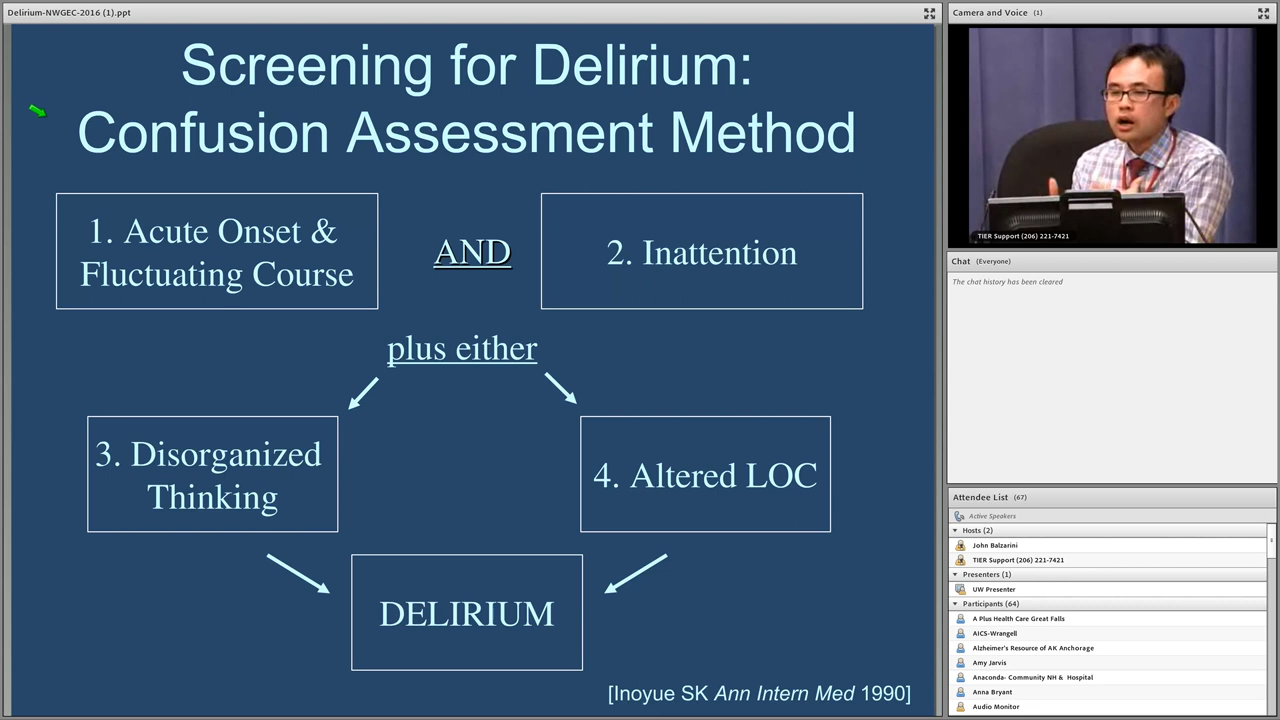 Delirium-NWGEC-2016 (1).ppt
Screening for Delirium:
Confusion Assessment Method
1. Acute Onset &
Fluctuating Course
AND
2. Inattention
plus either
3. Disorganized
Thinking
4. Altered LOC
DELIRIUM
[Inoyue SK Ann Intern Med 1990]
Camera and Voice (1)
TIER Support (206) 221-7421
Chat (Everyone)
The chat history has been cleared
Attendee List (67)
Active Speakers
Hosts (2)
John Balzarini
TIER Support (206) 221-7421
Presenters (1)
UW Presenter
Participants (64)
A Plus Health Care Great Falls
AICS-Wrangell
Alzheimer's Resource of AK Anchorage
Amy Jarvis
Anaconda- Community NH & Hospital
Anna Bryant
Audio Monitor